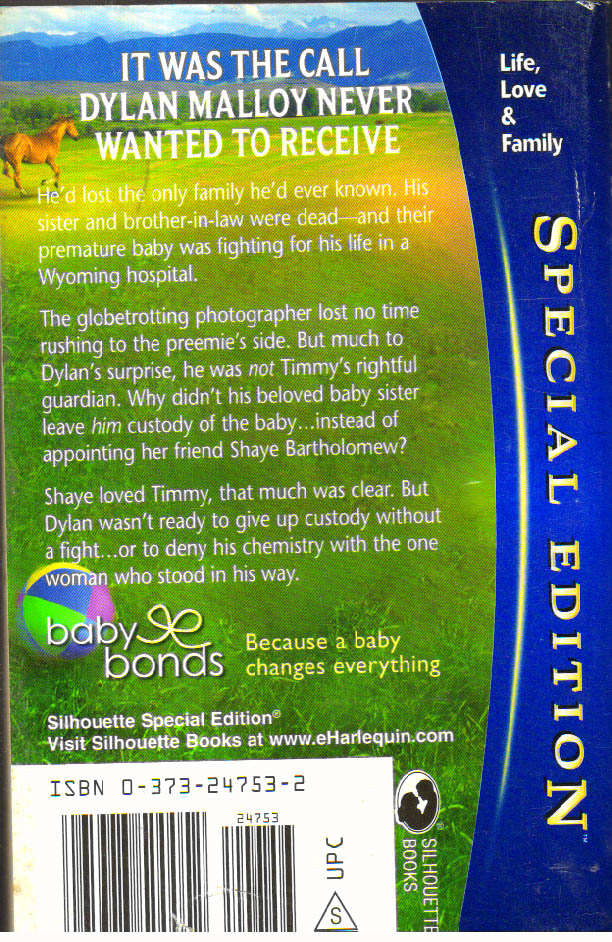 IT WAS THE CALL
DYLAN MALLOY NEVER
WANTED TO RECEIVE
He'd lost the only family he'd ever known. His
sister and brother-in-law were dead—and their
premature baby was fighting for his life in a
Wyoming hospital.
The globetrotting photographer lost no time
rushing to the preemie's side. But much to
Dylan's surprise, he was not Timmy's rightful
guardian. Why didn't his beloved baby sister
leave him custody of the baby...instead of
appointing her friend Shaye Bartholomew?
Shaye loved Timmy, that much was clear. But
Dylan wasn't ready to give up custody without
a fight...or to deny his chemistry with the one
woman who stood in his way.
baby
bonds
Because a baby
changes everything
Silhouette Special Edition®
Visit Silhouette Books at www.eHarlequin.com
ISBN 0-373-24753-2
24753
UPC
S
SILHOUETTE
BOOKS
®
Life,
Love
&
Family
SPECIAL EDITION™